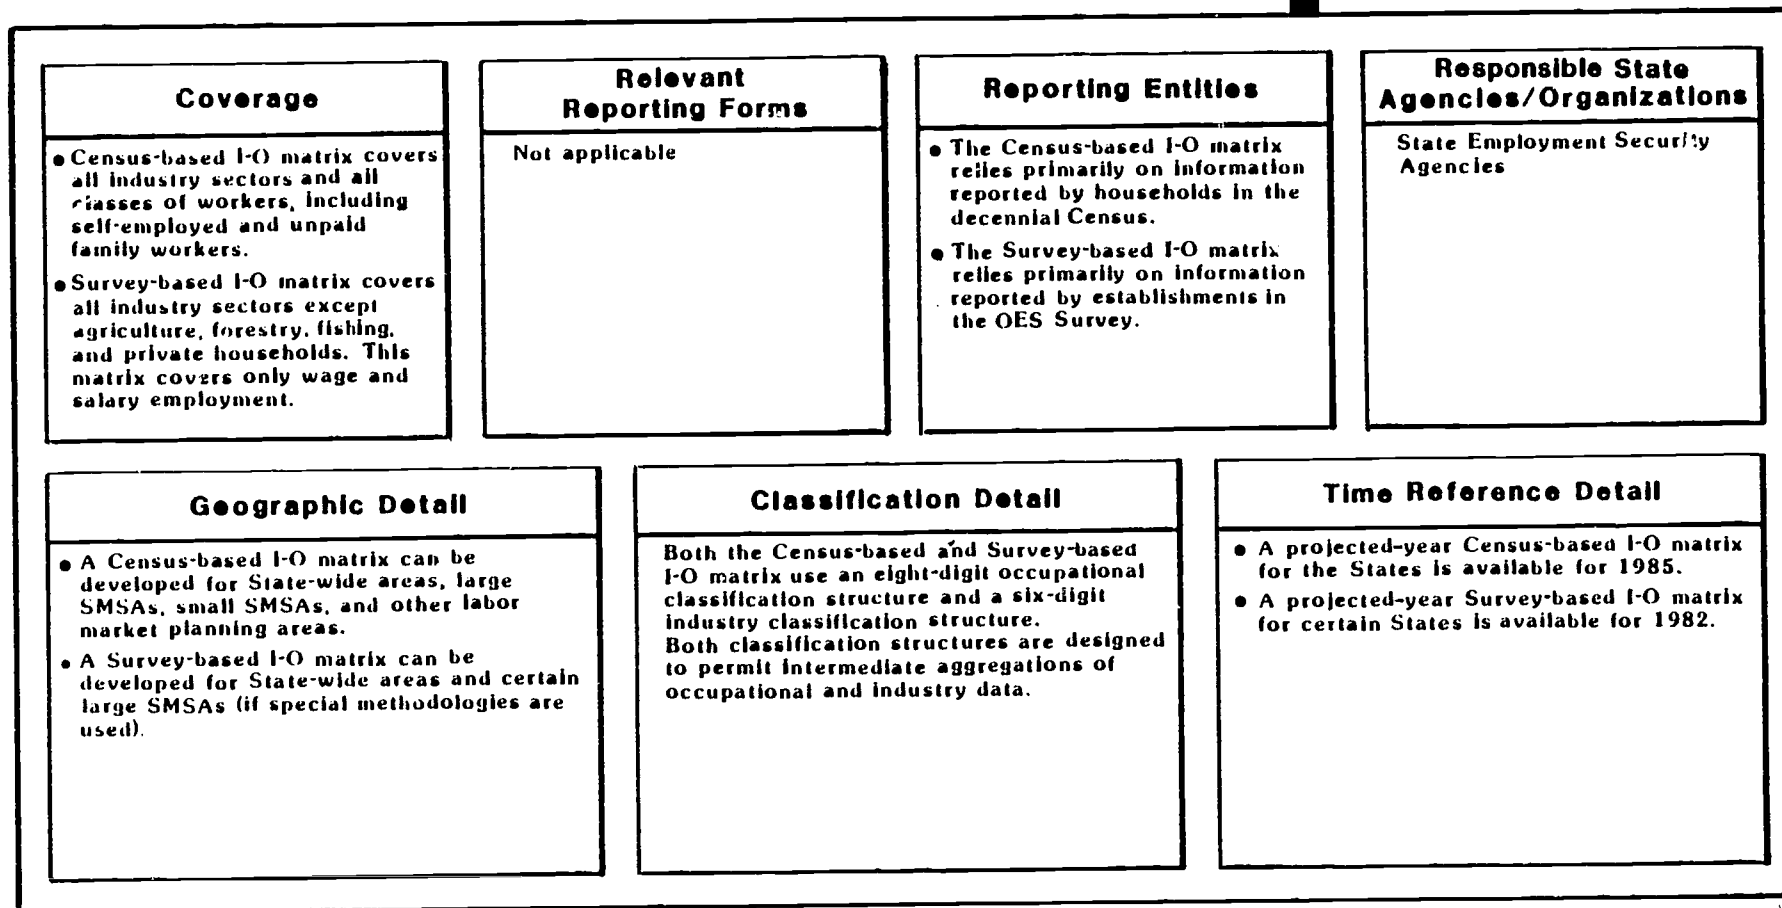 Coverage
● Census-based I-O matrix covers
all industry sectors and all
classes of workers, including
self-employed and unpaid
family workers.
● Survey-based I-O matrix covers
all industry sectors except
agriculture, forestry, fishing,
and private households. This
matrix covers only wage and
salary employment.
Relevant
Reporting Forms
Not applicable
Reporting Entities
● The Census-based I-O matrix
relies primarily on information
reported by households in the
decennial Census.
● The Survey-based I-O matrix
relies primarily on information
reported by establishments in
the OES Survey.
Responsible State
Agencies/Organizations
State Employment Security
Agencies
Geographic Detail
● A Census-based I-O matrix can be
developed for State-wide areas, large
SMSAs, small SMSAs, and other labor
market planning areas.
● A Survey-based I-O matrix can be
developed for State-wide areas and certain
large SMSAs (if special methodologies are
used).
Classification Detail
Both the Census-based and Survey-based
I-O matrix use an eight-digit occupational
classification structure and a six-digit
industry classification structure.
Both classification structures are designed
to permit intermediate aggregations of
occupational and industry data.
Time Reference Detail
● A projected-year Census-based I-O matrix
for the States is available for 1985.
● A projected-year Survey-based I-O matrix
for certain States is available for 1982.